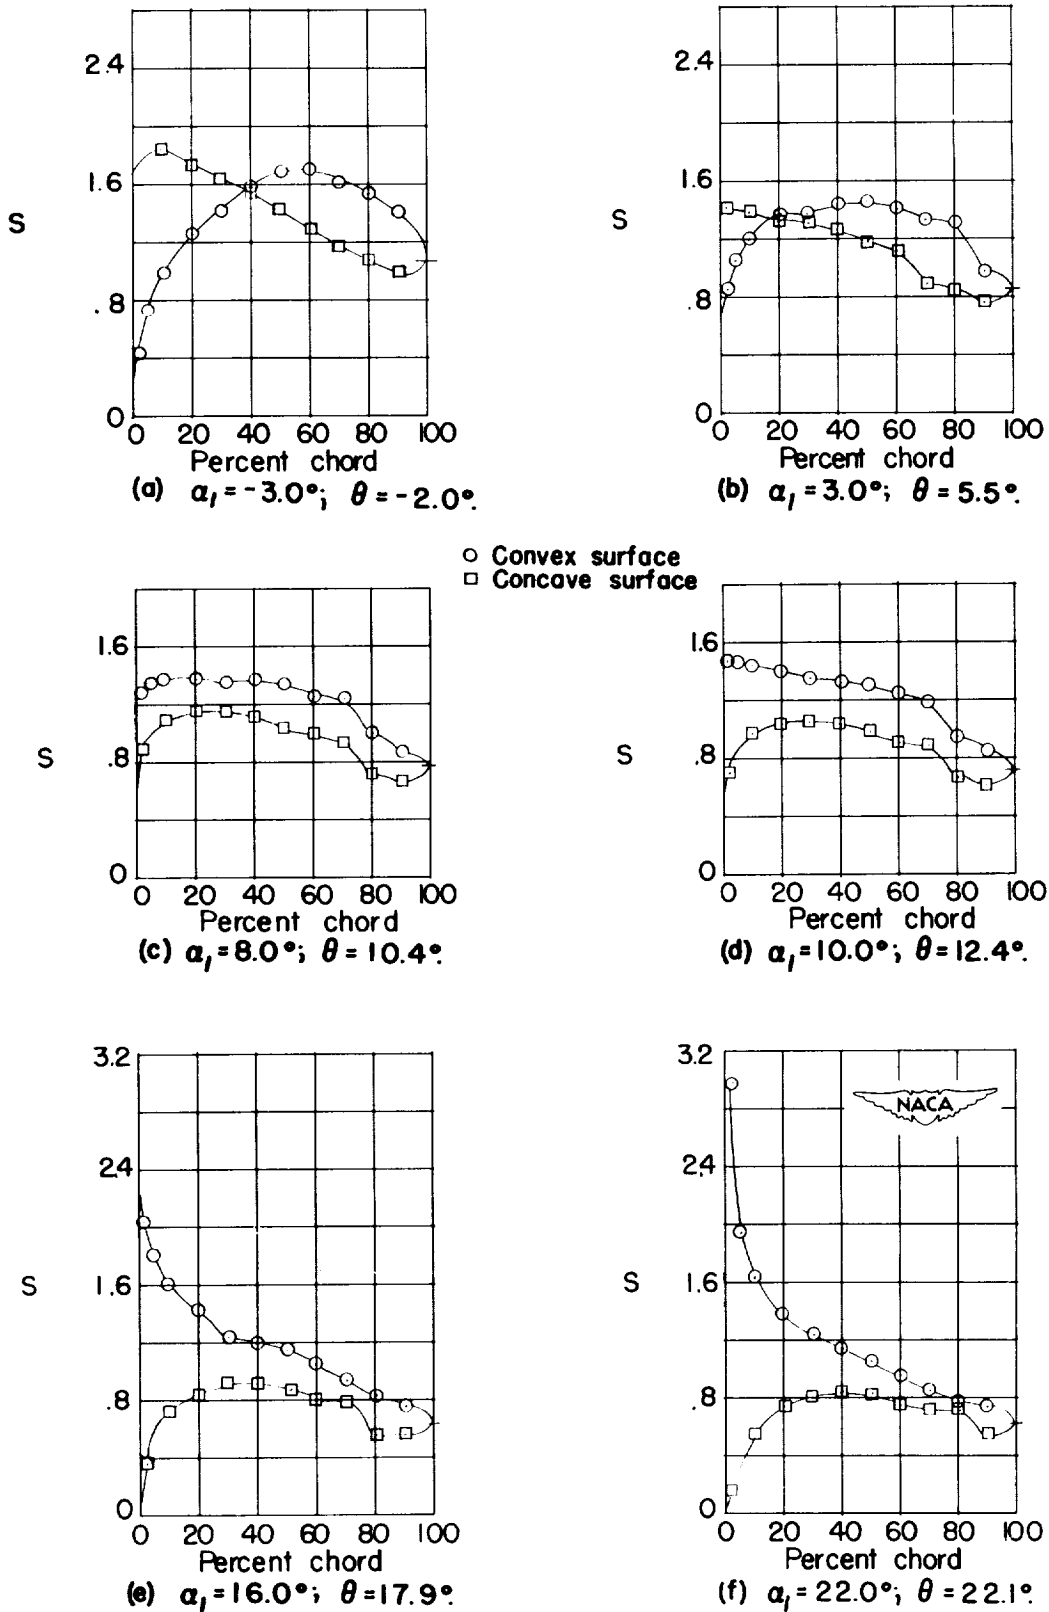 2.4
1.6
S
.8
0
0 20 40 60 80 100
Percent chord
(a) α₁ = -3.0°; θ = -2.0°.
2.4
1.6
S
.8
0
0 20 40 60 80 100
Percent chord
(b) α₁ = 3.0°; θ = 5.5°.
○ Convex surface
□ Concave surface
1.6
S
.8
0
0 20 40 60 80 100
Percent chord
(c) α₁ = 8.0°; θ = 10.4°.
1.6
S
.8
0
0 20 40 60 80 100
Percent chord
(d) α₁ = 10.0°; θ = 12.4°.
3.2
2.4
1.6
S
.8
0
0 20 40 60 80 100
Percent chord
(e) α₁ = 16.0°; θ = 17.9°.
3.2
NACA
2.4
1.6
S
.8
0
0 20 40 60 80 100
Percent chord
(f) α₁ = 22.0°; θ = 22.1°.